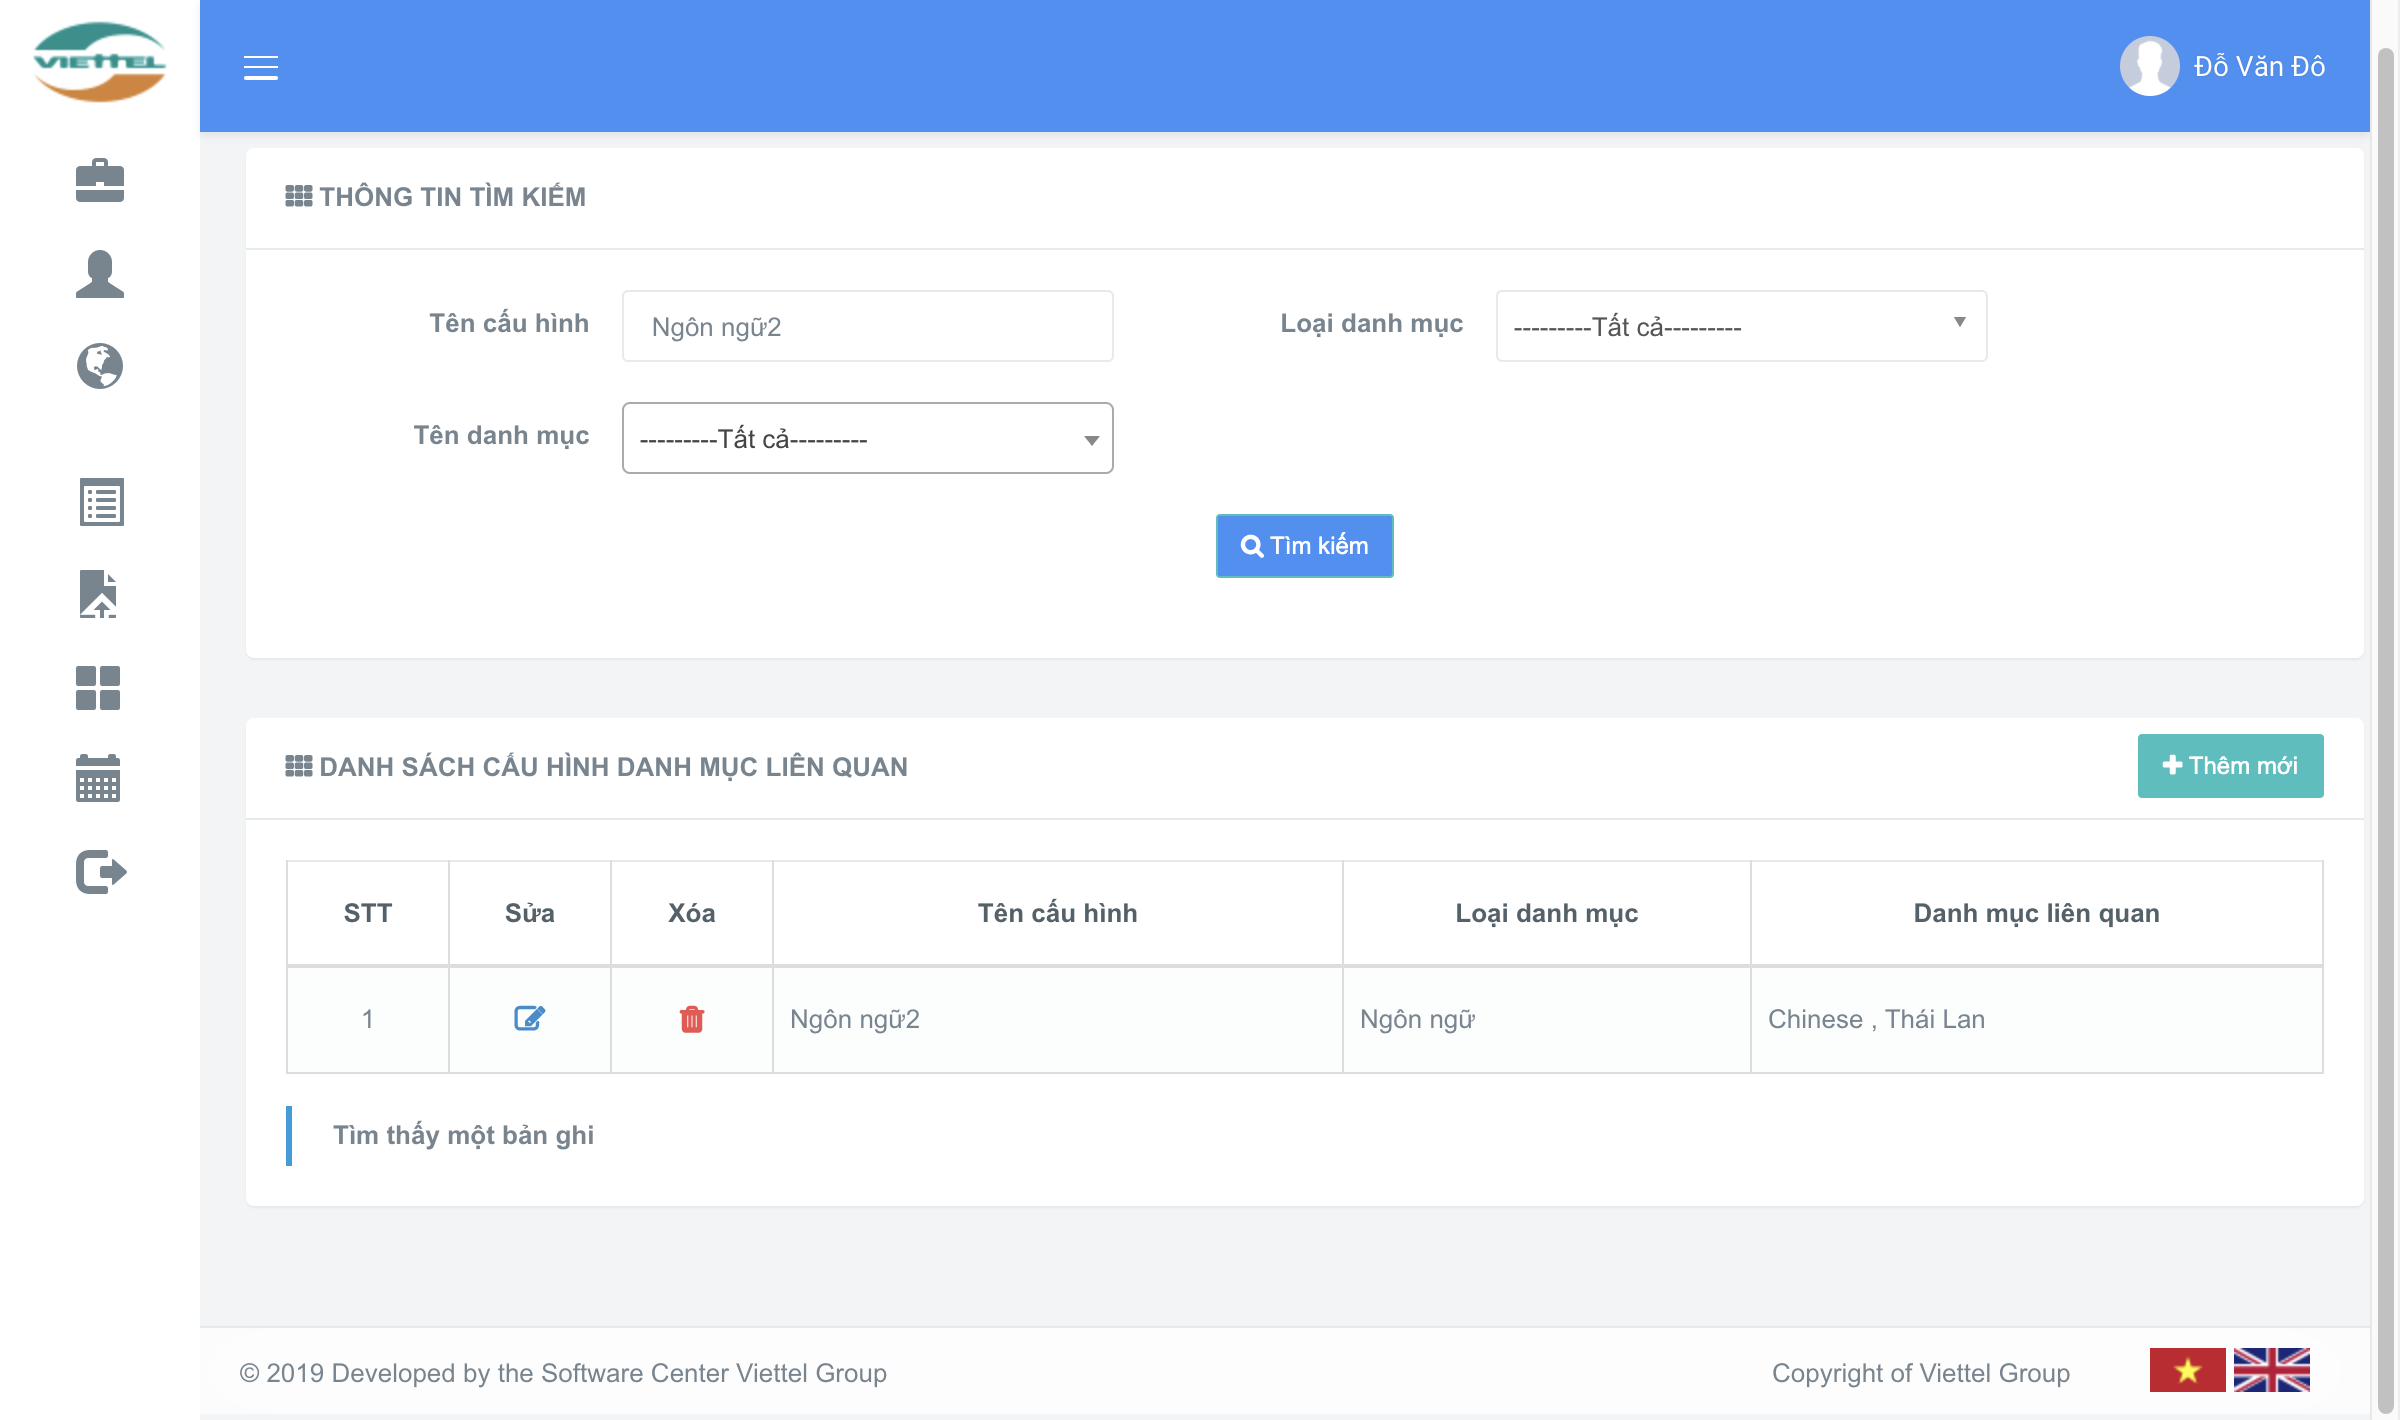 VIETTEL
Đỗ Văn Đô
THÔNG TIN TÌM KIẾM
Tên cấu hình
Ngôn ngữ2
Loại danh mục
---------Tất cả---------
Tên danh mục
---------Tất cả---------
Tìm kiếm
DANH SÁCH CẤU HÌNH DANH MỤC LIÊN QUAN
Thêm mới
STT Sửa Xóa Tên cấu hình Loại danh mục Danh mục liên quan
1 Ngôn ngữ2 Ngôn ngữ Chinese , Thái Lan
Tìm thấy một bản ghi
© 2019 Developed by the Software Center Viettel Group
Copyright of Viettel Group